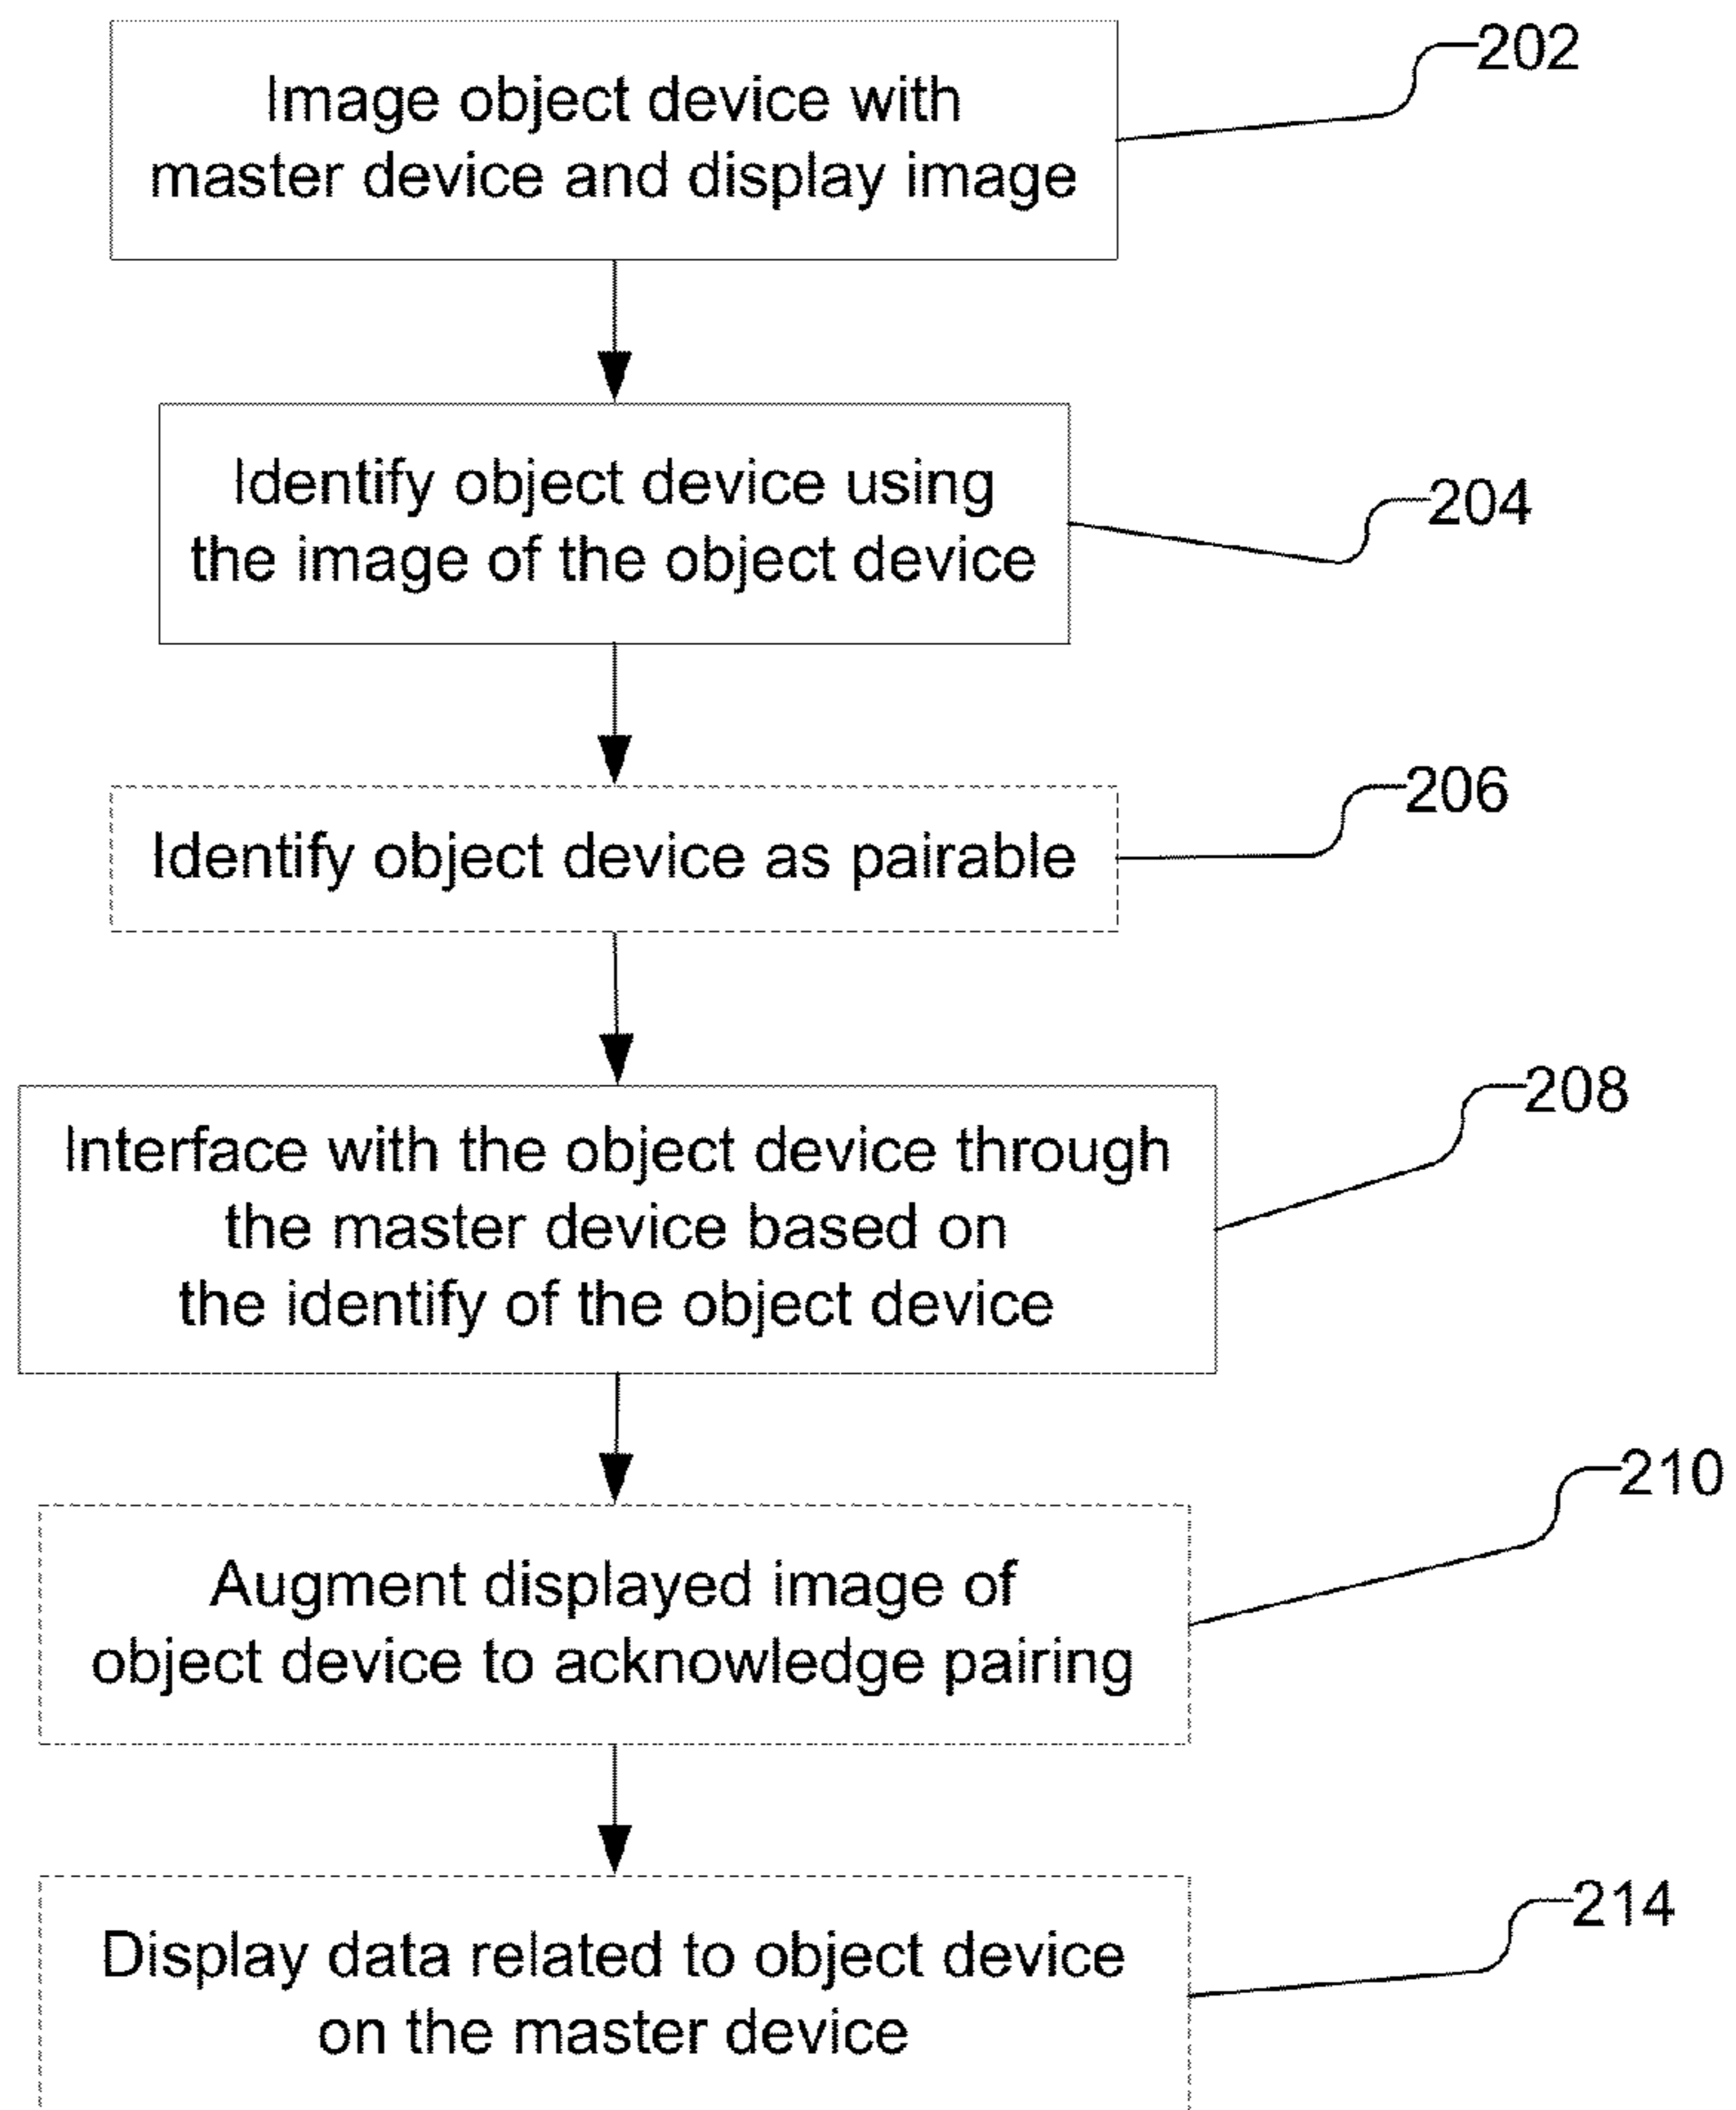 Image object device with
master device and display image
202
Identify object device using
the image of the object device
204
Identify object device as pairable
206
Interface with the object device through
the master device based on
the identify of the object device
208
Augment displayed image of
object device to acknowledge pairing
210
Display data related to object device
on the master device
214